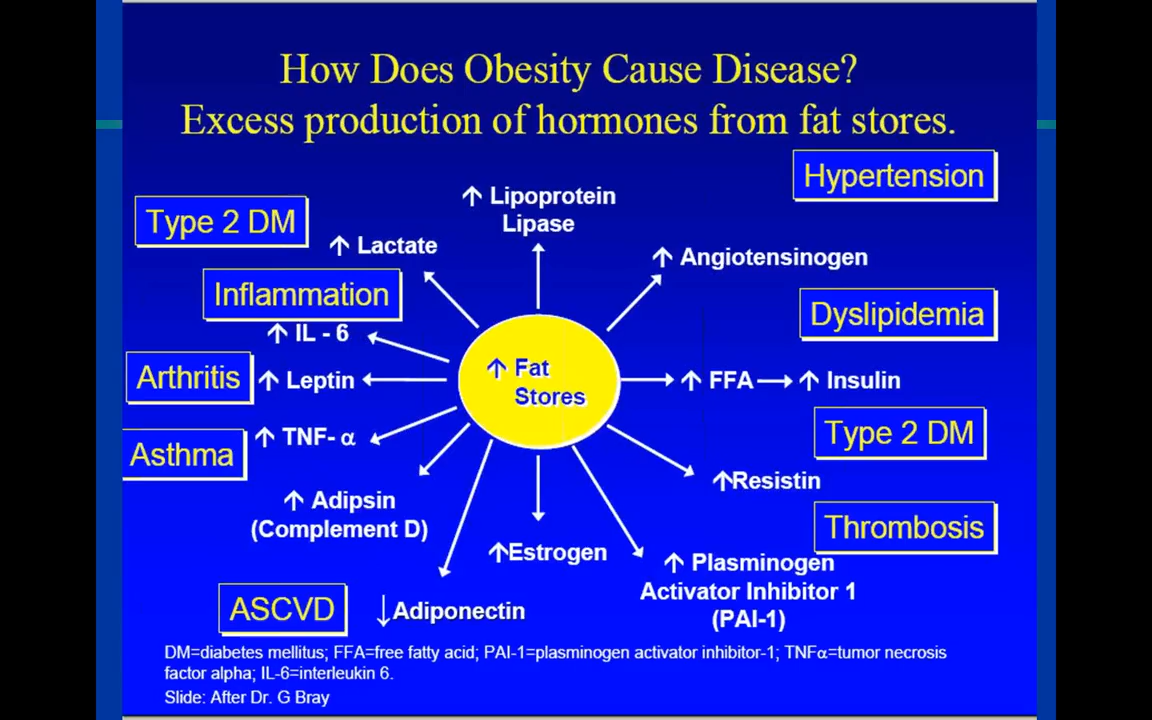 How Does Obesity Cause Disease?
Excess production of hormones from fat stores.
Hypertension
↑ Lipoprotein
Lipase
Type 2 DM
↑ Lactate
↑ Angiotensinogen
Inflammation
Dyslipidemia
↑ IL - 6
↑ Fat
Stores
Arthritis
↑ Leptin
↑ FFA → ↑ Insulin
Type 2 DM
↑ TNF- α
Asthma
↑Resistin
↑ Adipsin
(Complement D)
Thrombosis
↑Estrogen
↑ Plasminogen
Activator Inhibitor 1
(PAI-1)
ASCVD
↓Adiponectin
DM=diabetes mellitus; FFA=free fatty acid; PAI-1=plasminogen activator inhibitor-1; TNFα=tumor necrosis
factor alpha; IL-6=interleukin 6.
Slide: After Dr. G Bray